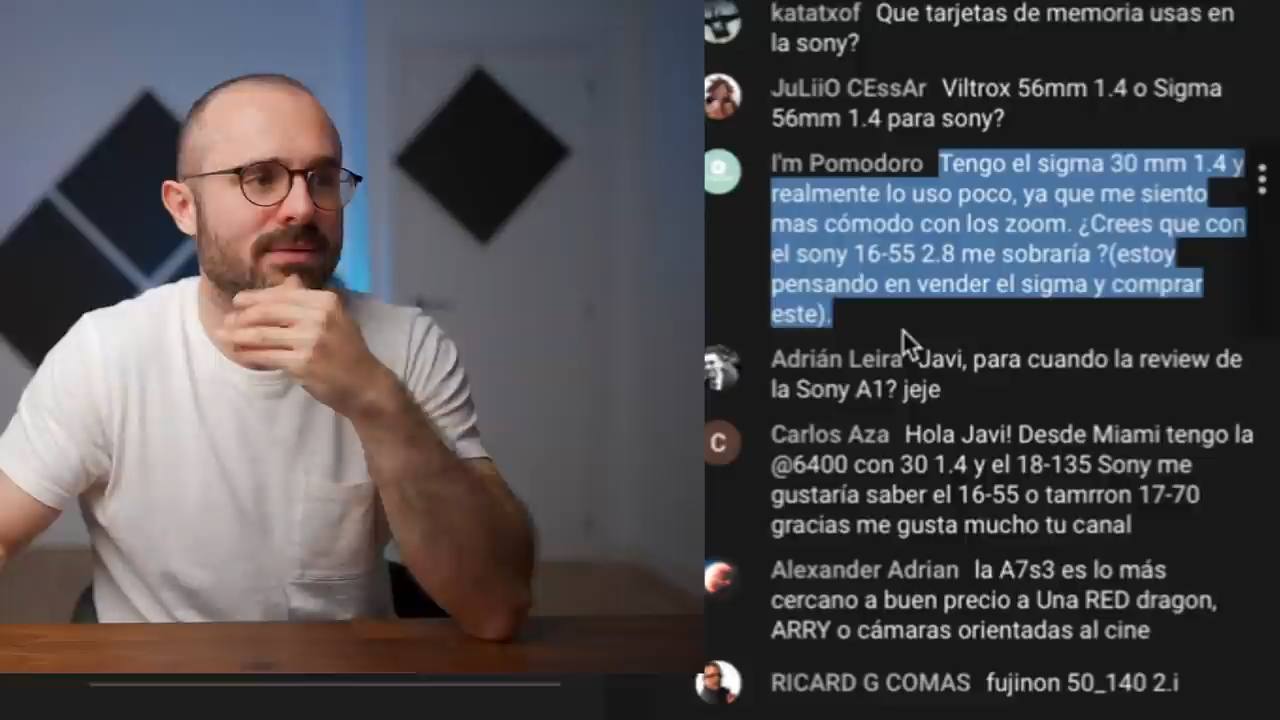 katatxof Que tarjetas de memoria usas en
la sony?
JuLiiO CEssAr Viltrox 56mm 1.4 o Sigma
56mm 1.4 para sony?
I'm Pomodoro Tengo el sigma 30 mm 1.4 y
realmente lo uso poco, ya que me siento
mas cómodo con los zoom. ¿Crees que con
el sony 16-55 2.8 me sobraría ?(estoy
pensando en vender el sigma y comprar
este).
Adrián Leira Javi, para cuando la review de
la Sony A1? jeje
C
Carlos Aza Hola Javi! Desde Miami tengo la
@6400 con 30 1.4 y el 18-135 Sony me
gustaría saber el 16-55 o tamrron 17-70
gracias me gusta mucho tu canal
Alexander Adrian la A7s3 es lo más
cercano a buen precio a Una RED dragon,
ARRY o cámaras orientadas al cine
RICARD G COMAS fujinon 50_140 2.i